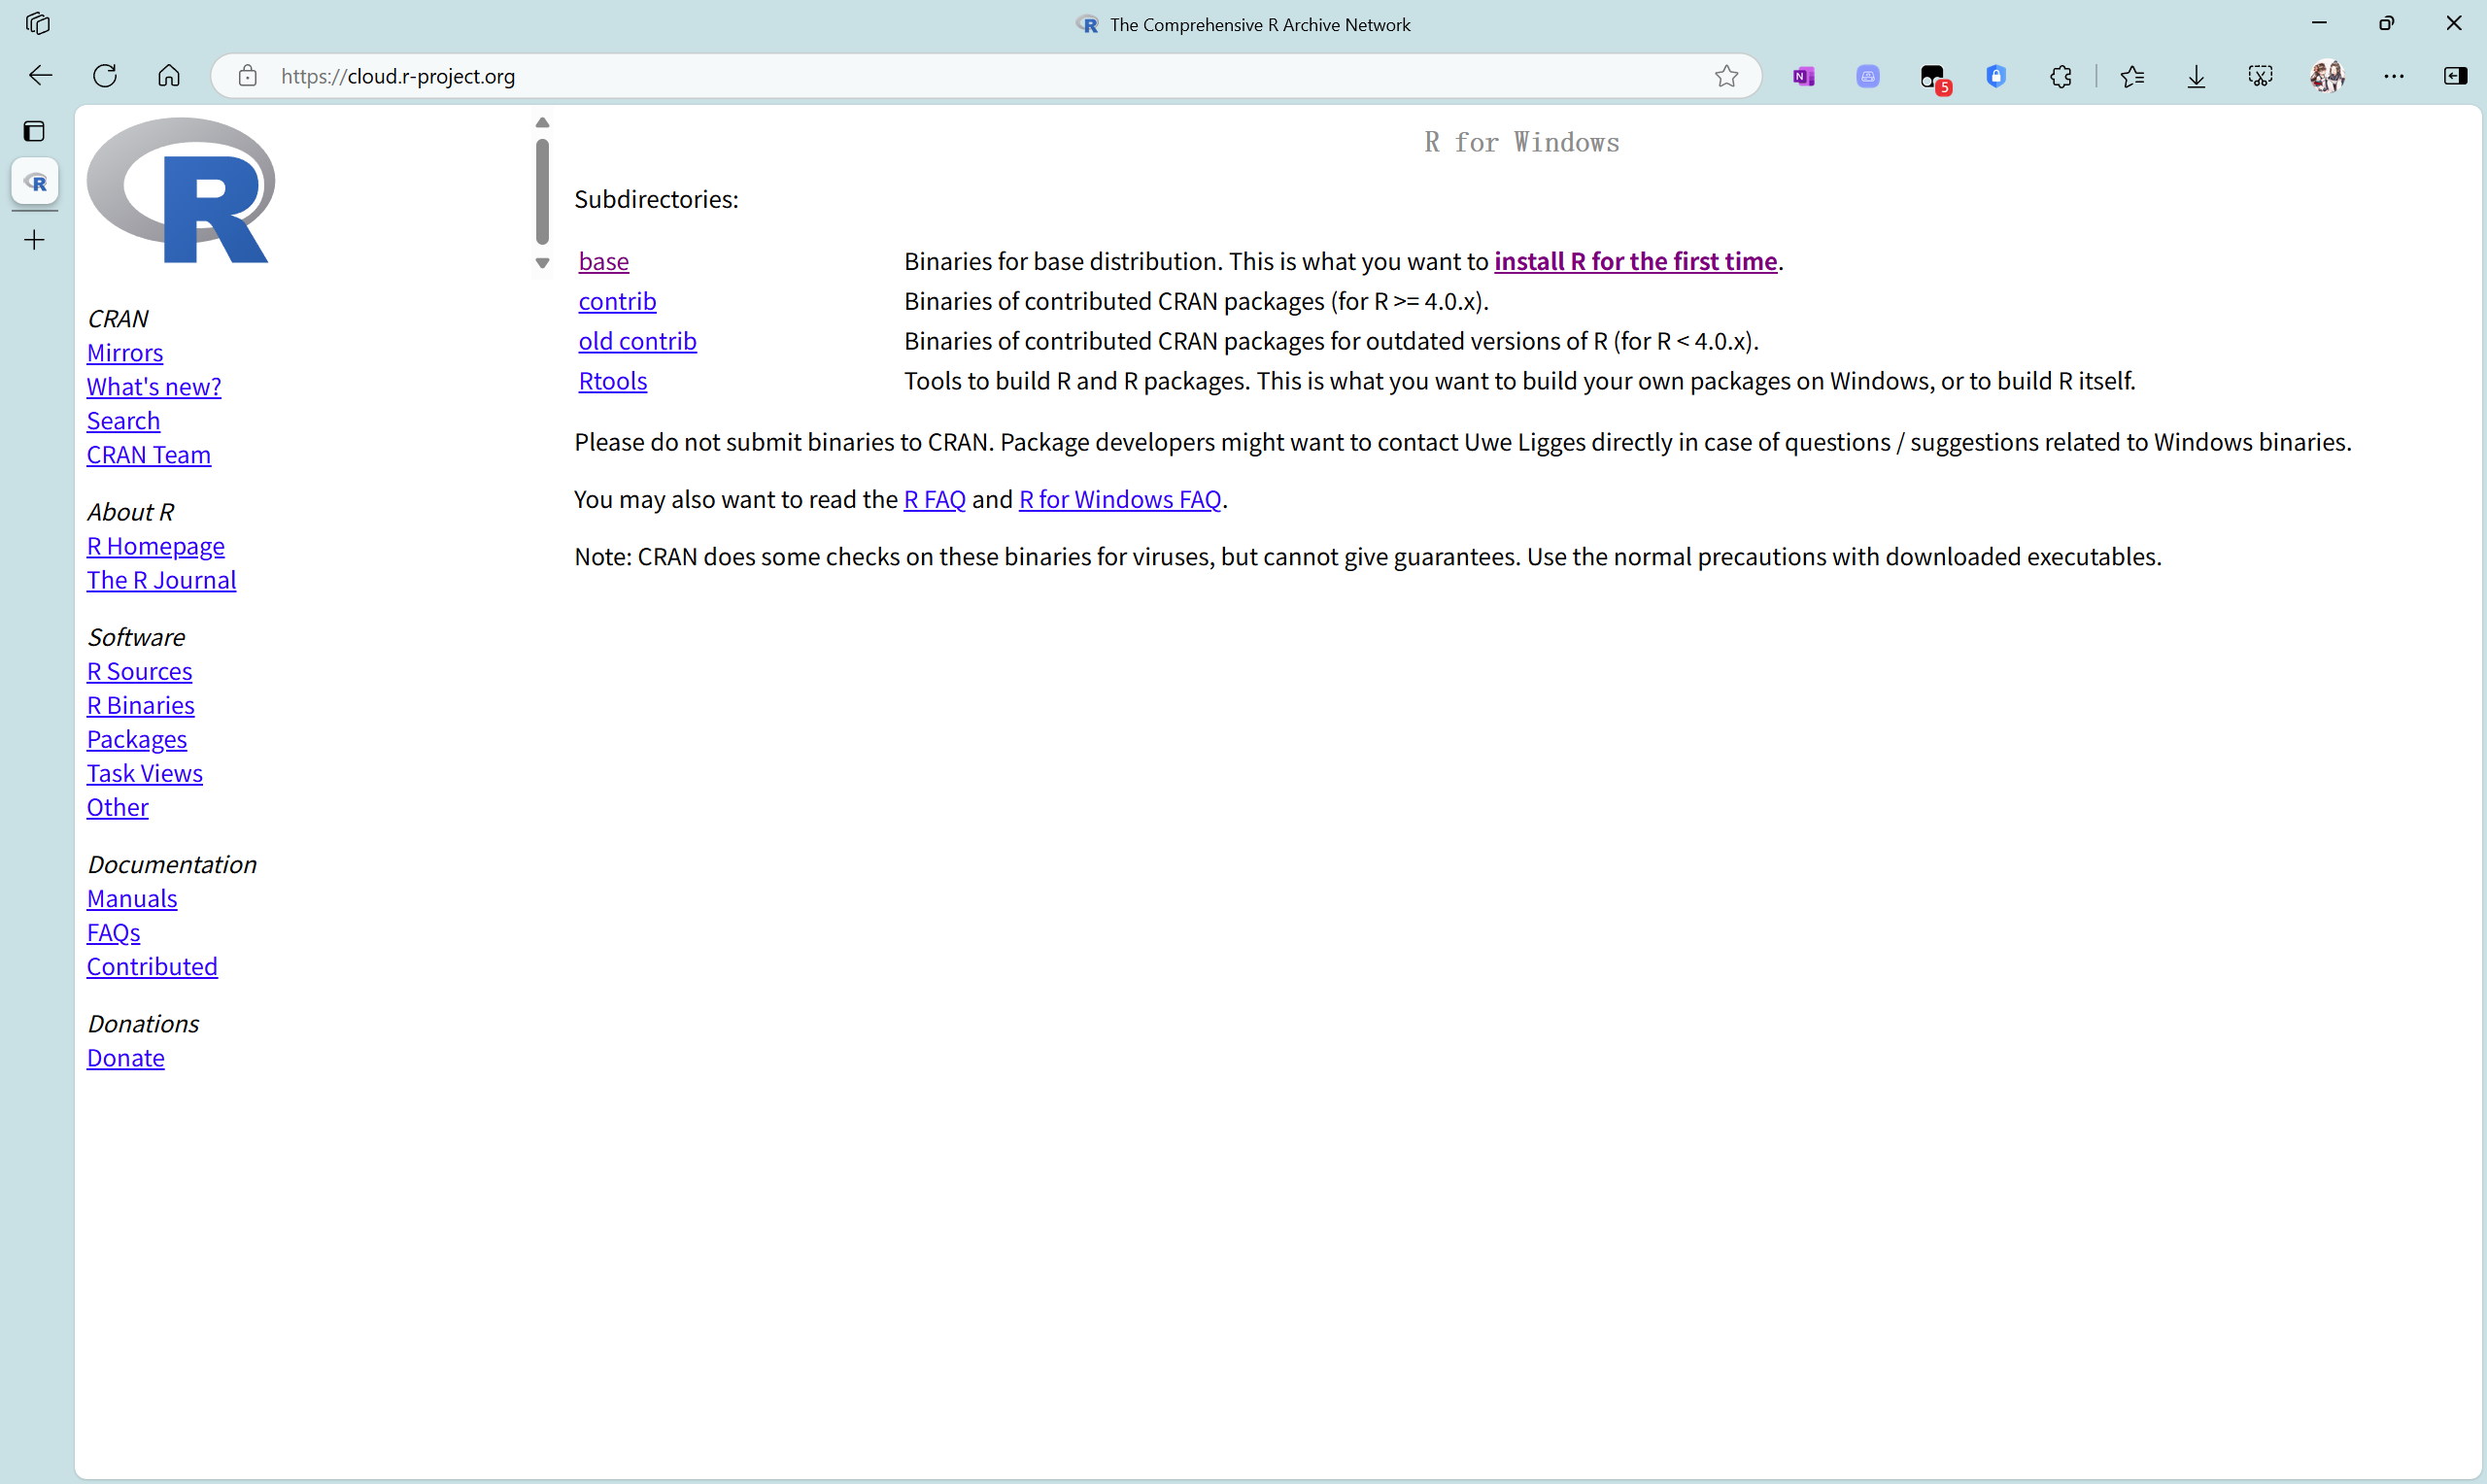 The Comprehensive R Archive Network
https://cloud.r-project.org
N
5
R
CRAN
Mirrors
What's new?
Search
CRAN Team
About R
R Homepage
The R Journal
Software
R Sources
R Binaries
Packages
Task Views
Other
Documentation
Manuals
FAQs
Contributed
Donations
Donate
R for Windows
Subdirectories:
base Binaries for base distribution. This is what you want to install R for the first time.
contrib Binaries of contributed CRAN packages (for R >= 4.0.x).
old contrib Binaries of contributed CRAN packages for outdated versions of R (for R < 4.0.x).
Rtools Tools to build R and R packages. This is what you want to build your own packages on Windows, or to build R itself.
Please do not submit binaries to CRAN. Package developers might want to contact Uwe Ligges directly in case of questions / suggestions related to Windows binaries.
You may also want to read the R FAQ and R for Windows FAQ.
Note: CRAN does some checks on these binaries for viruses, but cannot give guarantees. Use the normal precautions with downloaded executables.